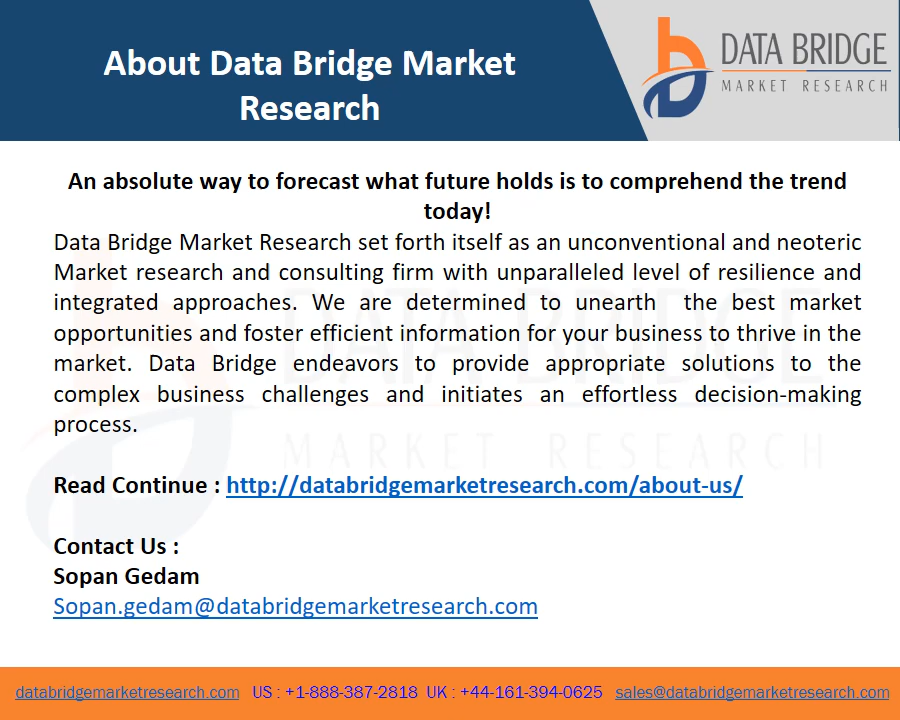 About Data Bridge Market
Research
DATA BRIDGE
MARKET RESEARCH
An absolute way to forecast what future holds is to comprehend the trend
today!
Data Bridge Market Research set forth itself as an unconventional and neoteric
Market research and consulting firm with unparalleled level of resilience and
integrated approaches. We are determined to unearth the best market
opportunities and foster efficient information for your business to thrive in the
market. Data Bridge endeavors to provide appropriate solutions to the
complex business challenges and initiates an effortless decision-making
process.
DATA BRIDGE
MARKET RESEARCH
Read Continue : http://databridgemarketresearch.com/about-us/
Contact Us :
Sopan Gedam
Sopan.gedam@databridgemarketresearch.com
databridgemarketresearch.com US : +1-888-387-2818 UK : +44-161-394-0625 sales@databridgemarketresearch.com